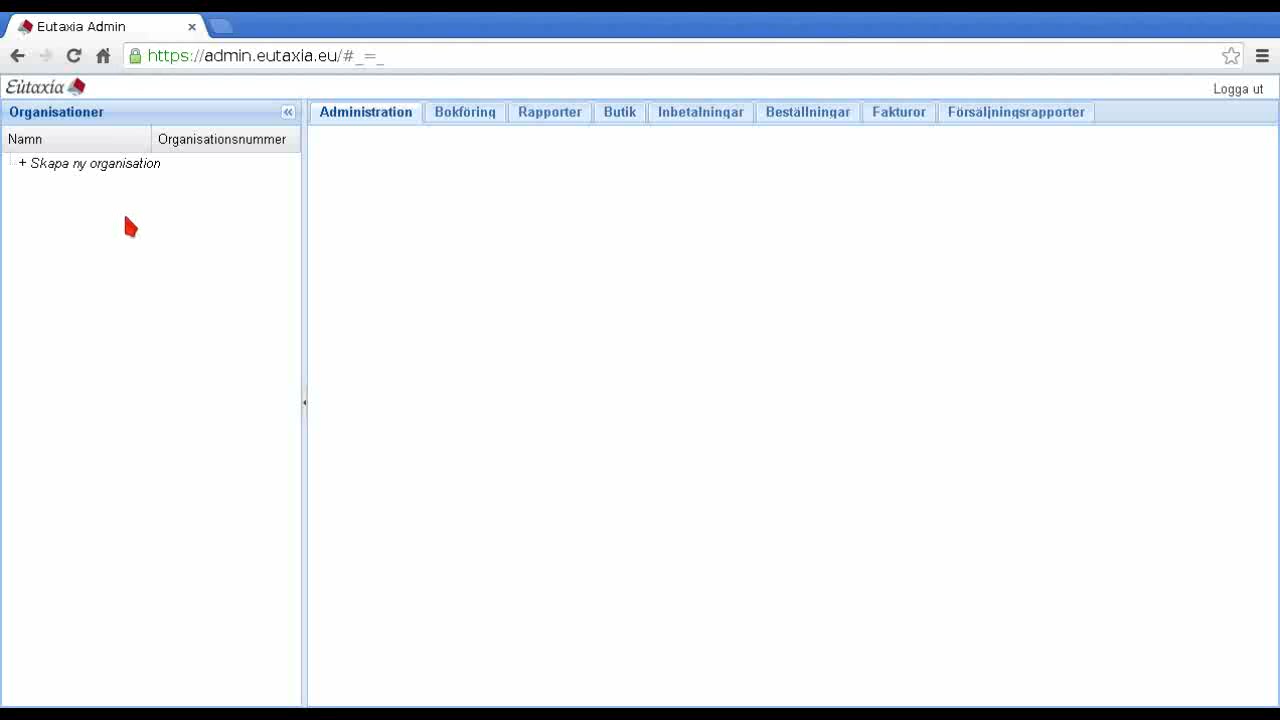 Eutaxia Admin
https://admin.eutaxia.eu/#_=_
Eutaxia
Logga ut
Organisationer
Administration Bokföring Rapporter Butik Inbetalningar Beställningar Fakturor Försäljningsrapporter
Namn Organisationsnummer
+ Skapa ny organisation